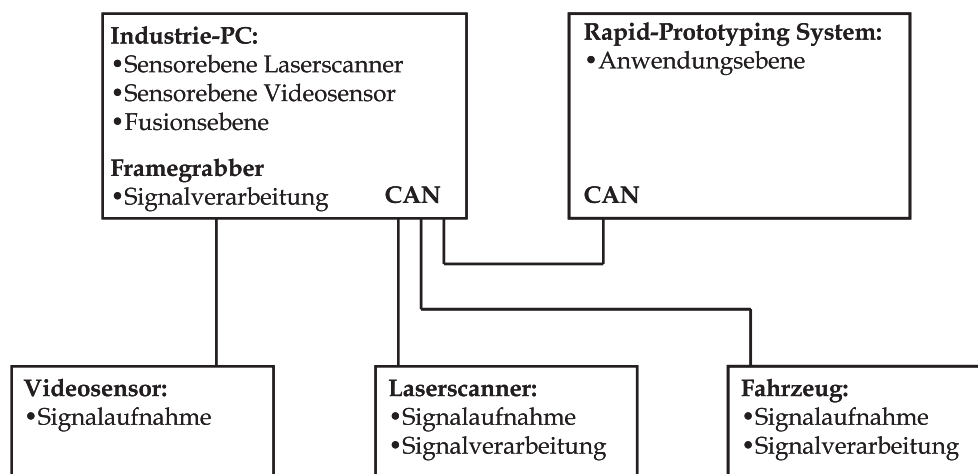 Industrie-PC:
•Sensorebene Laserscanner
•Sensorebene Videosensor
•Fusionsebene
Framegrabber
•Signalverarbeitung
CAN
Rapid-Prototyping System:
•Anwendungsebene
CAN
Videosensor:
•Signalaufnahme
Laserscanner:
•Signalaufnahme
•Signalverarbeitung
Fahrzeug:
•Signalaufnahme
•Signalverarbeitung